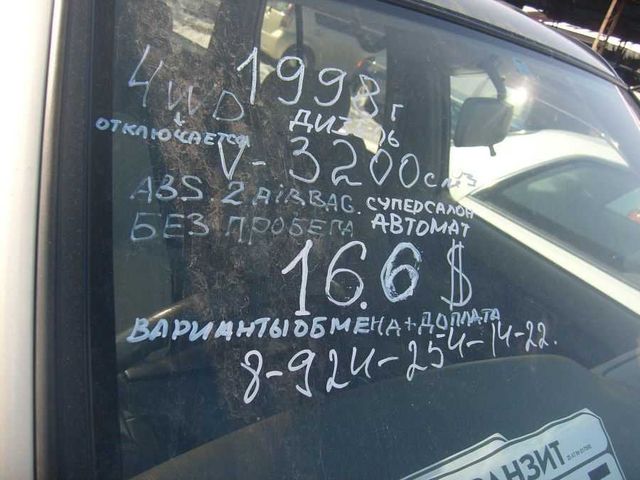 1998г
4WD ДИЗЕЛЬ
ОТКЛЮЧАЕТСЯ
V-3200см3
ABS. 2 AIRBAG. СУПЕРСАЛОН
БЕЗ ПРОБЕГА АВТОМАТ
16.6 $
ВАРИАНТЫ ОБМЕНА + ДОПЛАТА
8-924-254-14-22.
АНЗИТ